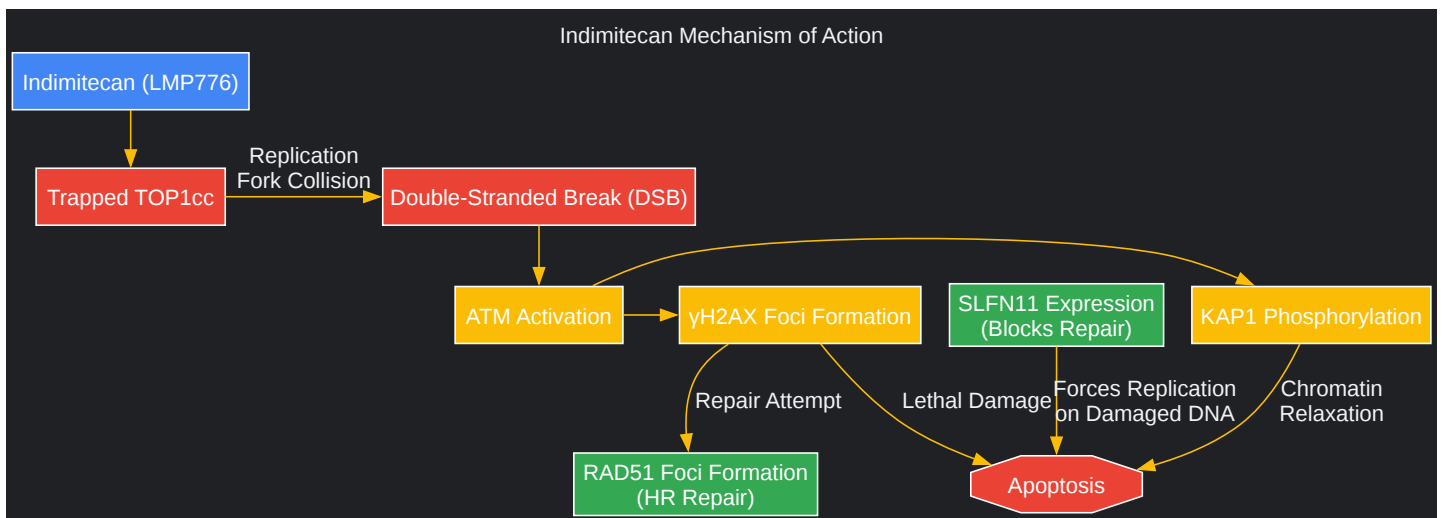 Indimitecan Mechanism of Action
Indimitecan (LMP776)
Replication
Fork Collision
Trapped TOP1cc
Double-Stranded Break (DSB)
ATM Activation
γH2AX Foci Formation
SLFN11 Expression
(Blocks Repair)
KAP1 Phosphorylation
Repair Attempt
Lethal Damage
Forces Replication
on Damaged DNA
Chromatin
Relaxation
RAD51 Foci Formation
(HR Repair)
Apoptosis